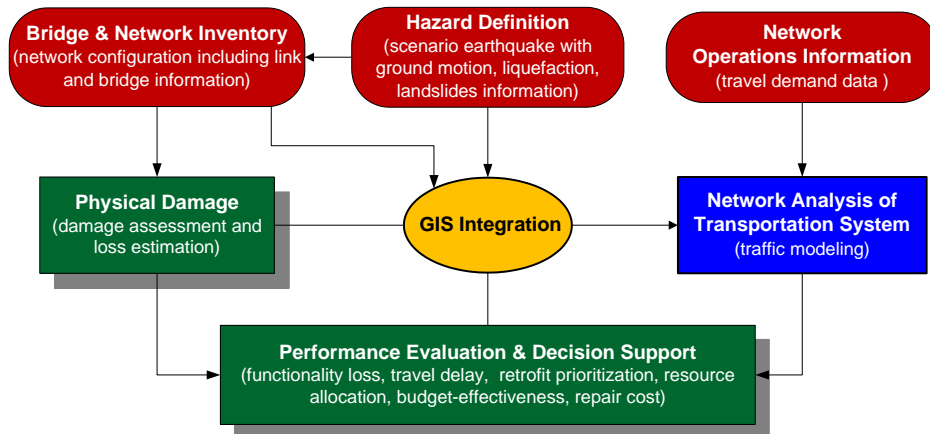 Bridge & Network Inventory
(network configuration including link
and bridge information)
Hazard Definition
(scenario earthquake with
ground motion, liquefaction,
landslides information)
Network
Operations Information
(travel demand data )
Physical Damage
(damage assessment and
loss estimation)
GIS Integration
Network Analysis of
Transportation System
(traffic modeling)
Performance Evaluation & Decision Support
(functionality loss, travel delay,  retrofit prioritization, resource
allocation, budget-effectiveness, repair cost)